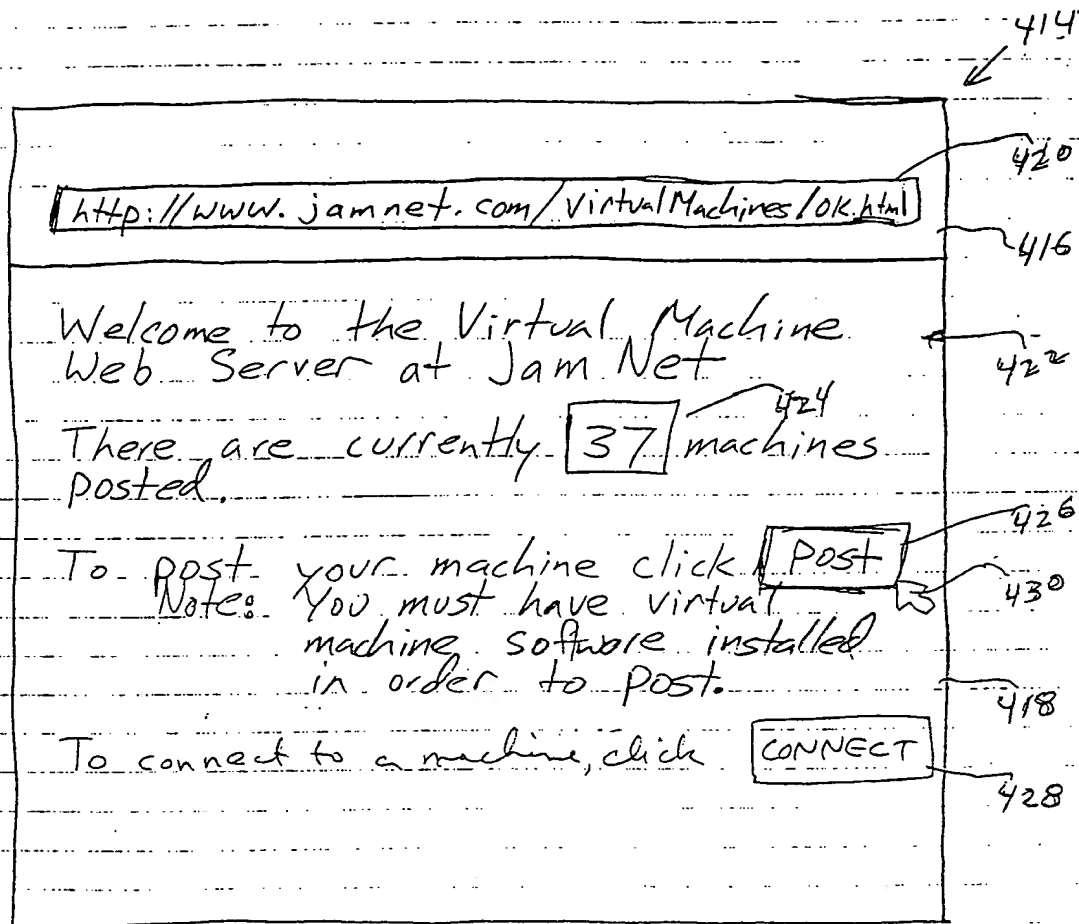 414
420
http://www.jamnet.com/VirtualMachines/ok.html
416
Welcome to the Virtual Machine
422
Web Server at Jam Net
424
There are currently 37 machines
posted.
426
To post your machine click Post
430
Note: You must have virtual
machine software installed
in order to post.
418
To connect to a machine, click CONNECT
428